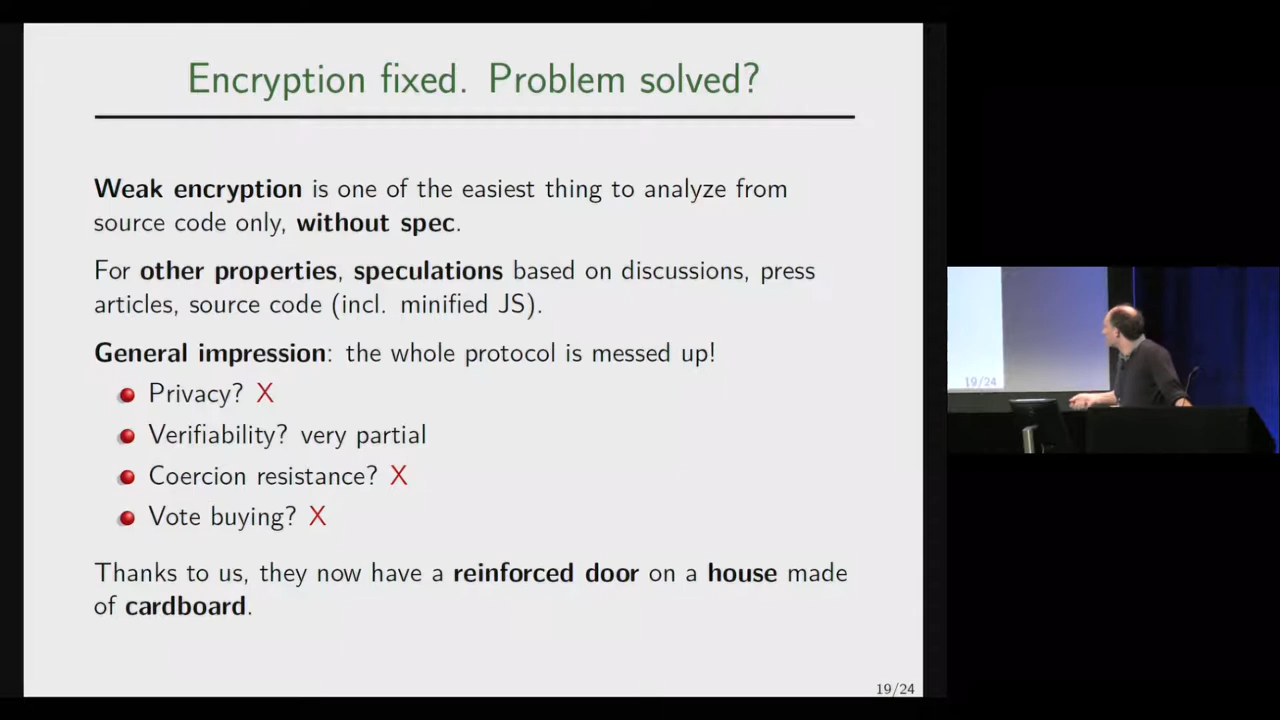 Encryption fixed. Problem solved?
Weak encryption is one of the easiest thing to analyze from
source code only, without spec.
For other properties, speculations based on discussions, press
articles, source code (incl. minified JS).
General impression: the whole protocol is messed up!
Privacy? X
Verifiability? very partial
Coercion resistance? X
Vote buying? X
Thanks to us, they now have a reinforced door on a house made
of cardboard.
19/24
19/24